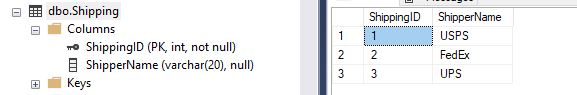 dbo.Shipping
Columns
ShippingID (PK, int, not null)
ShipperName (varchar(20), null)
Keys
ShippingID ShipperName
1 1 USPS
2 2 FedEx
3 3 UPS